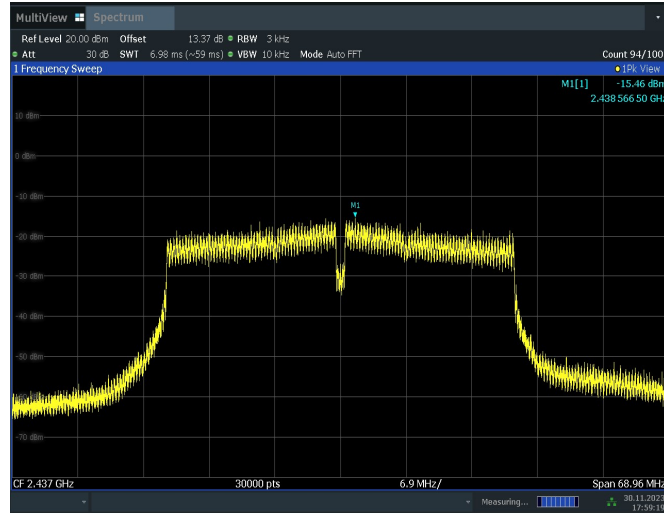 MultiView Spectrum
Ref Level 20.00 dBm Offset 13.37 dB RBW 3 kHz
Att 30 dB SWT 6.98 ms (~59 ms) VBW 10 kHz Mode Auto FFT Count 94/100
1 Frequency Sweep 1Pk View
M1[1] -15.46 dBm
2.438 566 50 GHz
10 dBm
0 dBm
-10 dBm
M1
-20 dBm
-30 dBm
-40 dBm
-50 dBm
-70 dBm
CF 2.437 GHz 30000 pts 6.9 MHz/ Span 68.96 MHz
Measuring... 30.11.2023
17:59:19